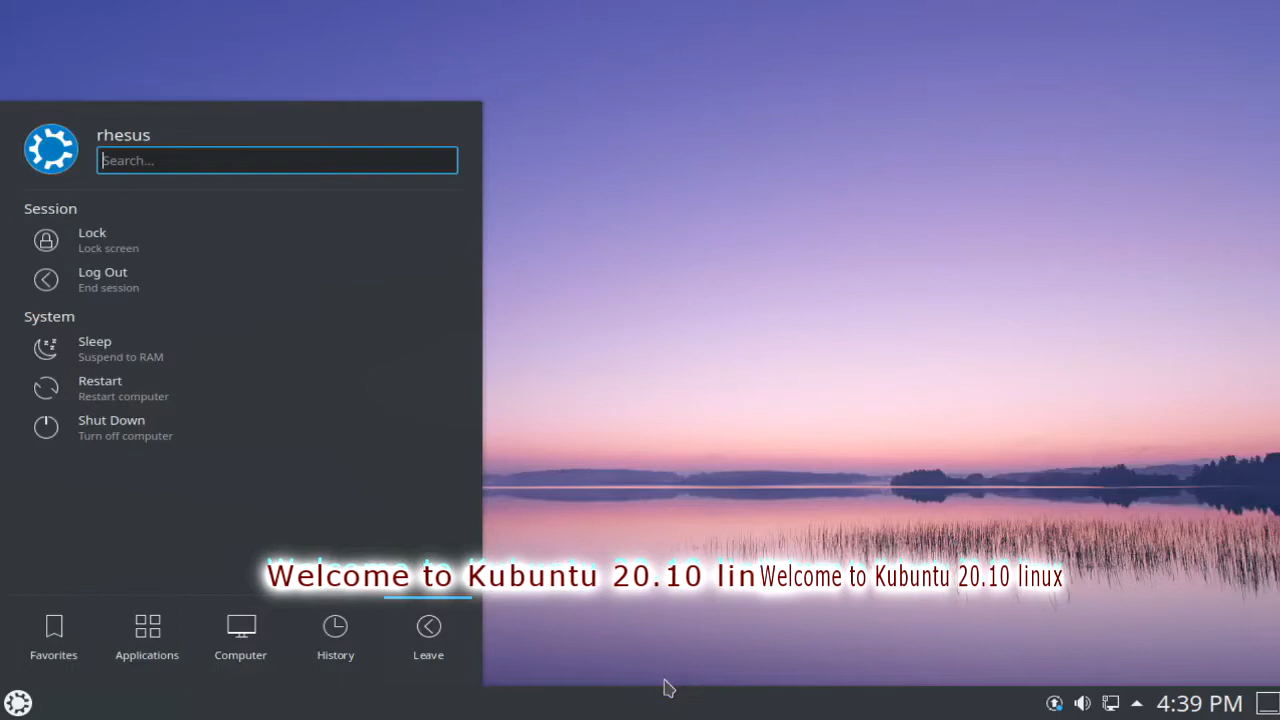 rhesus
Search...
Session
Lock
Lock screen
Log Out
End session
System
Sleep
Suspend to RAM
Restart
Restart computer
Shut Down
Turn off computer
Welcome to Kubuntu 20.10 lin Welcome to Kubuntu 20.10 linux
Favorites Applications Computer History Leave
4:39 PM